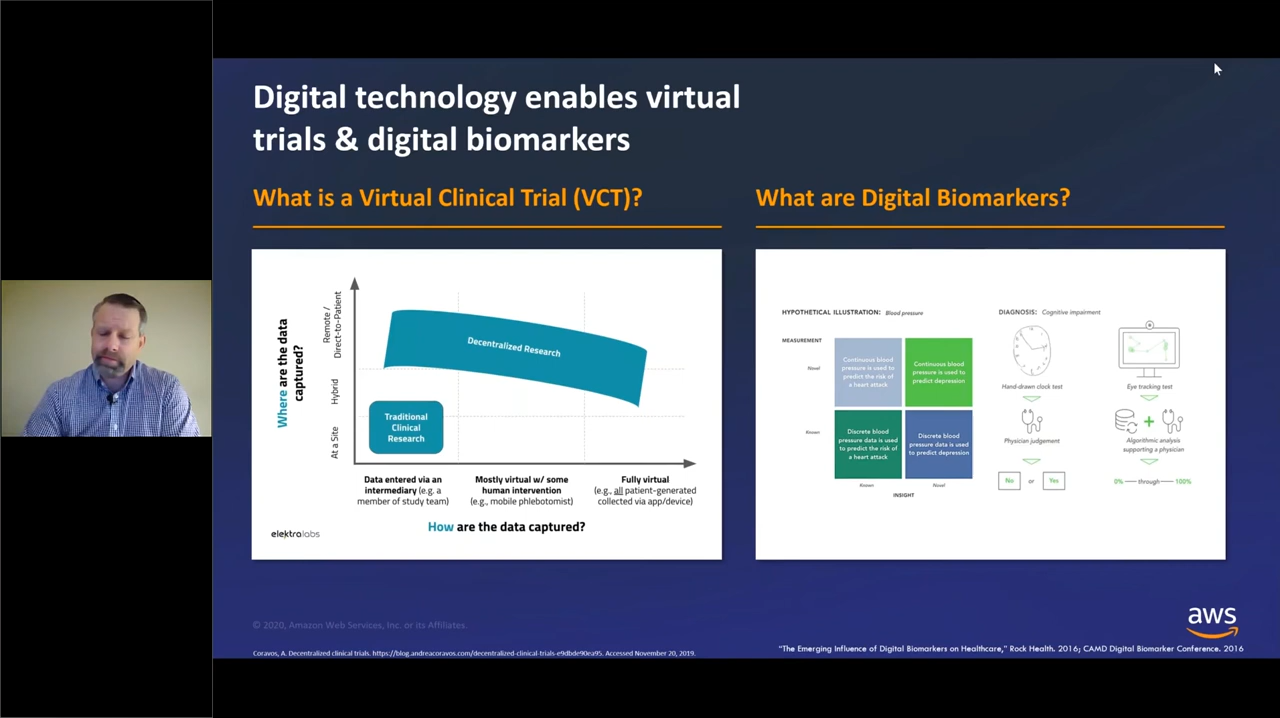 Digital technology enables virtual
trials & digital biomarkers
What is a Virtual Clinical Trial (VCT)?
Where are the data
captured?
Remote /
Direct-to-Patient
Hybrid
At a Site
Decentralized Research
Traditional
Clinical
Research
Data entered via an
intermediary (e.g. a
member of study team)
Mostly virtual w/ some
human intervention
(e.g., mobile phlebotomist)
Fully virtual
(e.g., all patient-generated
collected via app/device)
How are the data captured?
elektralabs
What are Digital Biomarkers?
HYPOTHETICAL ILLUSTRATION: Blood pressure
MEASUREMENT
Novel
Known
Continuous blood
pressure is used to
predict the risk of
a heart attack
Continuous blood
pressure is used to
predict depression
Discrete blood
pressure data is used
to predict the risk of
a heart attack
Discrete blood
pressure data is used
to predict depression
Known
Novel
INSIGHT
DIAGNOSIS: Cognitive impairment
Hand-drawn clock test
Physician judgement
No or Yes
Eye tracking test
Algorithmic analysis
supporting a physician
0% through 100%
© 2020, Amazon Web Services, Inc. or its Affiliates.
aws
Coravos, A. Decentralized clinical trials. https://blog.andreacoravos.com/decentralized-clinical-trials-e9dbde90ea95. Accessed November 20, 2019.
"The Emerging Influence of Digital Biomarkers on Healthcare," Rock Health. 2016; CAMD Digital Biomarker Conference. 2016